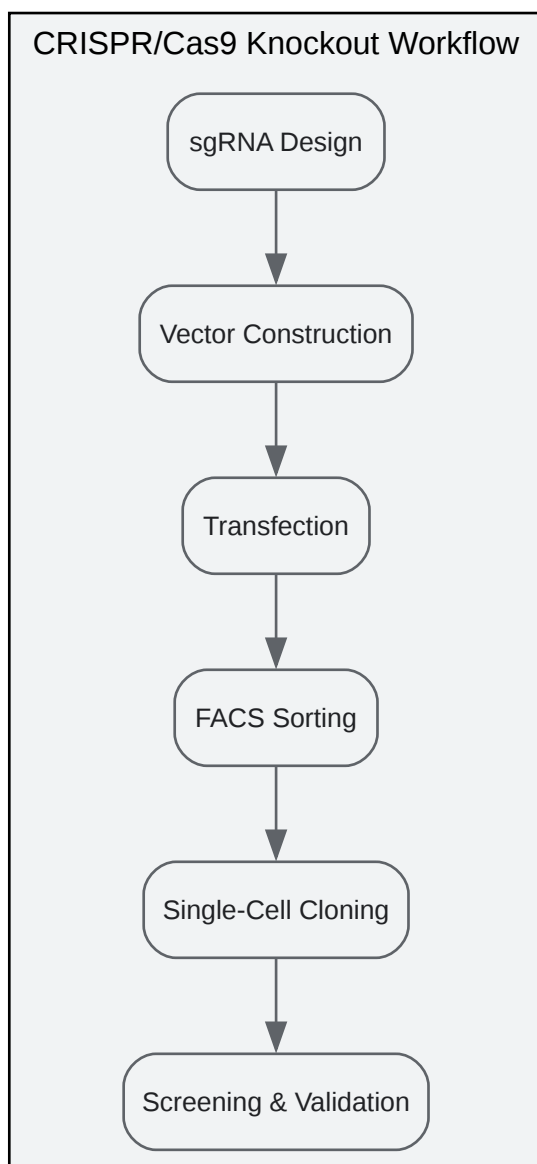 CRISPR/Cas9 Knockout Workflow
sgRNA Design
Vector Construction
Transfection
FACS Sorting
Single-Cell Cloning
Screening & Validation